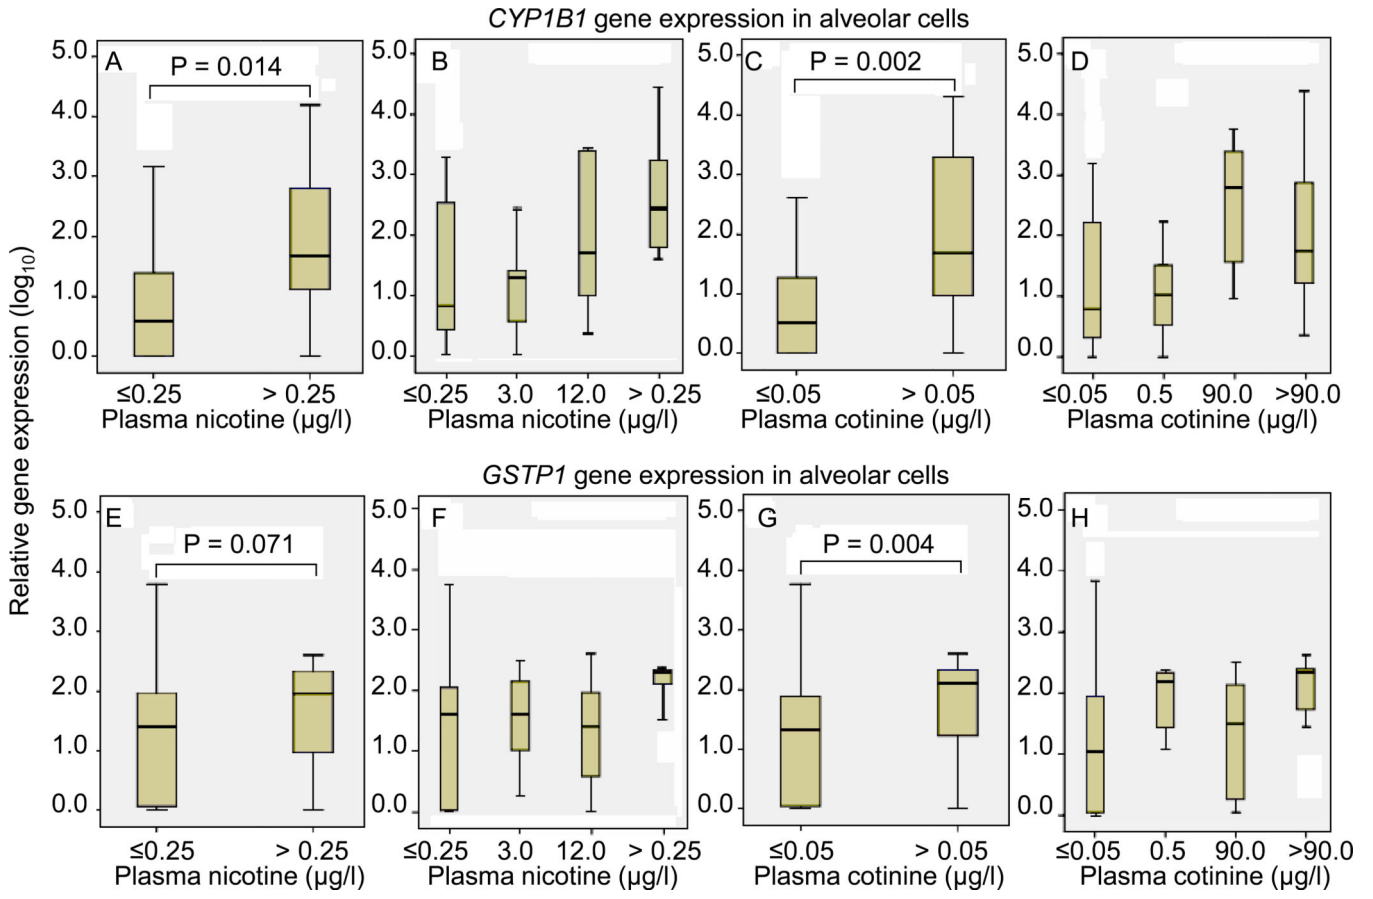 CYP1B1 gene expression in alveolar cells
Relative gene expression (log10)
A
P = 0.014
5.0
4.0
3.0
2.0
1.0
0.0
≤0.25 > 0.25
Plasma nicotine (µg/l)
B
5.0
4.0
3.0
2.0
1.0
0.0
≤0.25 3.0 12.0 > 0.25
Plasma nicotine (µg/l)
C
P = 0.002
5.0
4.0
3.0
2.0
1.0
0.0
≤0.05 > 0.05
Plasma cotinine (µg/l)
D
5.0
4.0
3.0
2.0
1.0
0.0
≤0.05 0.5 90.0 >90.0
Plasma cotinine (µg/l)
GSTP1 gene expression in alveolar cells
E
P = 0.071
5.0
4.0
3.0
2.0
1.0
0.0
≤0.25 > 0.25
Plasma nicotine (µg/l)
F
5.0
4.0
3.0
2.0
1.0
0.0
≤0.25 3.0 12.0 > 0.25
Plasma nicotine (µg/l)
G
P = 0.004
5.0
4.0
3.0
2.0
1.0
0.0
≤0.05 > 0.05
Plasma cotinine (µg/l)
H
5.0
4.0
3.0
2.0
1.0
0.0
≤0.05 0.5 90.0 >90.0
Plasma cotinine (µg/l)